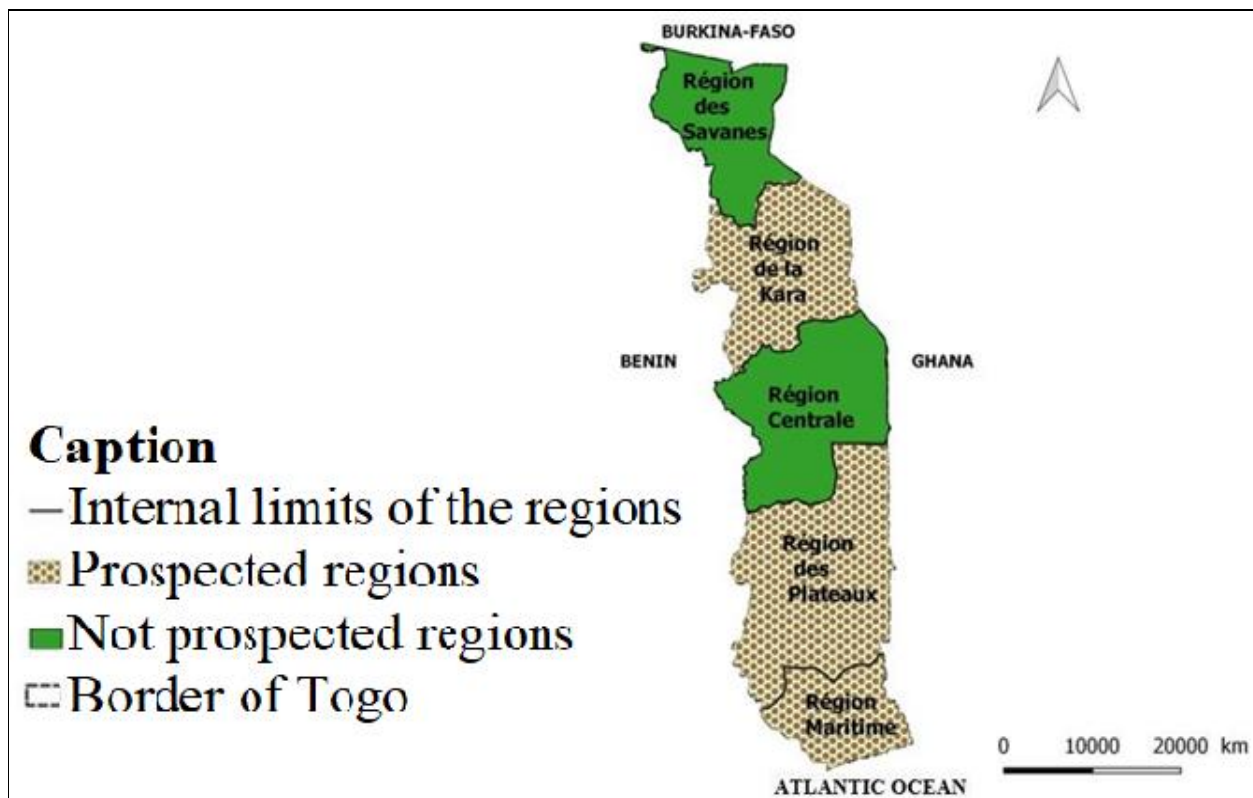 BURKINA-FASO
Région
des
Savanes
Région
de la
Kara
BENIN
GHANA
Région
Centrale
Caption
Internal limits of the regions
Prospected regions
Not prospected regions
Border of Togo
Region
des
Plateaux
Région
Maritime
0 10000 20000 km
ATLANTIC OCEAN